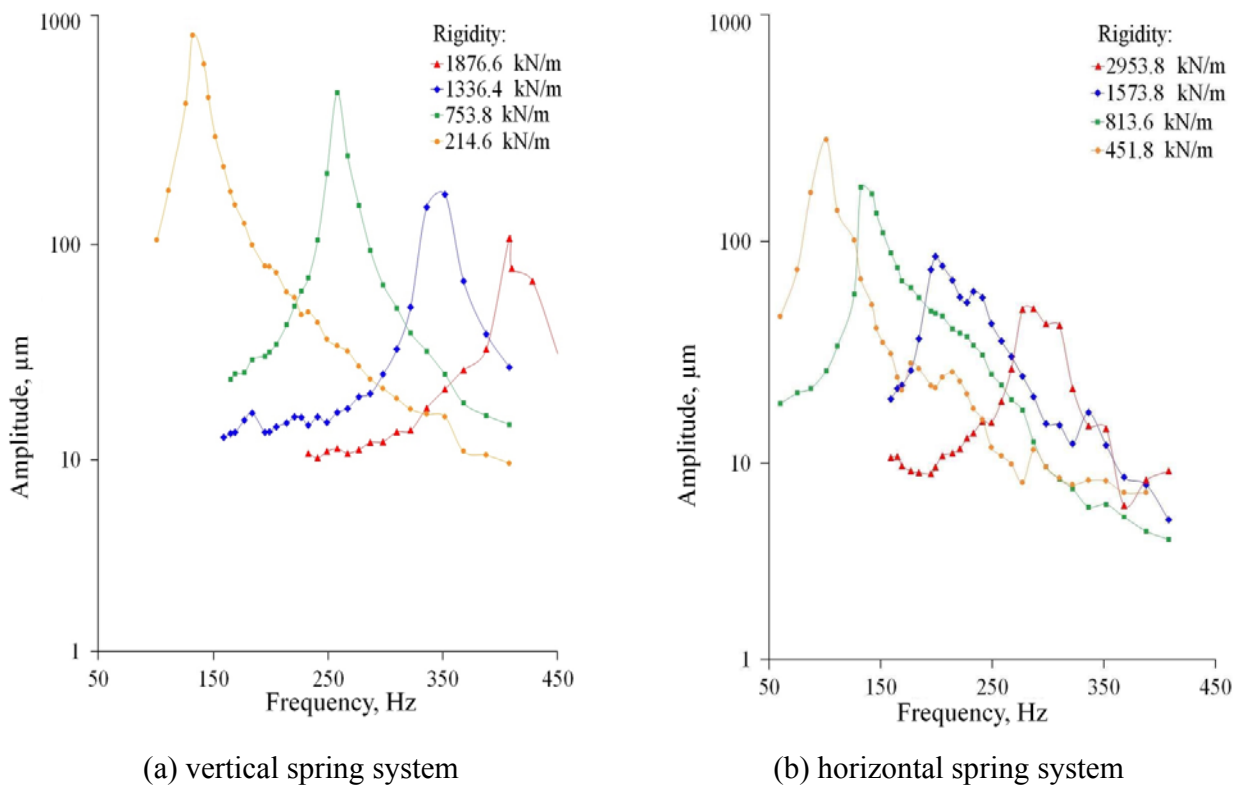 1000
100
10
1
Amplitude, µm
50
150
250
350
450
Frequency, Hz
Rigidity:
1876.6 kN/m
1336.4 kN/m
753.8 kN/m
214.6 kN/m
(a) vertical spring system
1000
100
10
1
Amplitude, µm
50
150
250
350
450
Frequency, Hz
Rigidity:
2953.8 kN/m
1573.8 kN/m
813.6 kN/m
451.8 kN/m
(b) horizontal spring system